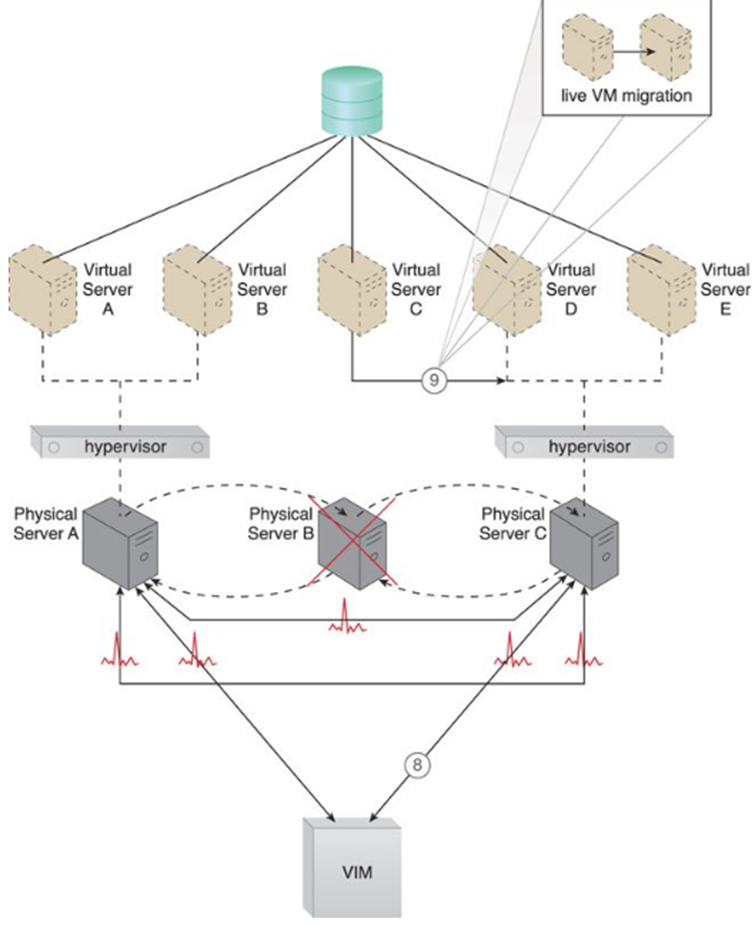 live VM migration
Virtual
Server
A
Virtual
Server
B
Virtual
Server
C
Virtual
Server
D
Virtual
Server
E
9
hypervisor
hypervisor
Physical
Server A
Physical
Server B
Physical
Server C
8
VIM